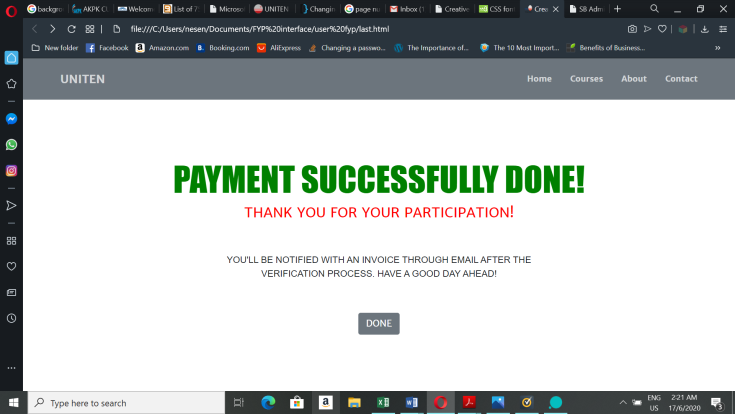 backgro
AKPK C
Welcom
List of 7
Microso
UNITEN
Changin
page nu
Inbox (1
Creative
CSS fon
Crea
SB Adm
file:///C:/Users/nesen/Documents/FYP%20interface/user%20fyp/last.html
New folder
Facebook
Amazon.com
Booking.com
AliExpress
Changing a passwo...
The Importance of...
The 10 Most Import...
Benefits of Business...
UNITEN
Home
Courses
About
Contact
PAYMENT SUCCESSFULLY DONE!
THANK YOU FOR YOUR PARTICIPATION!
YOU'LL BE NOTIFIED WITH AN INVOICE THROUGH EMAIL AFTER THE
VERIFICATION PROCESS. HAVE A GOOD DAY AHEAD!
DONE
Type here to search
ENG
US
2:21 AM
17/6/2020
3